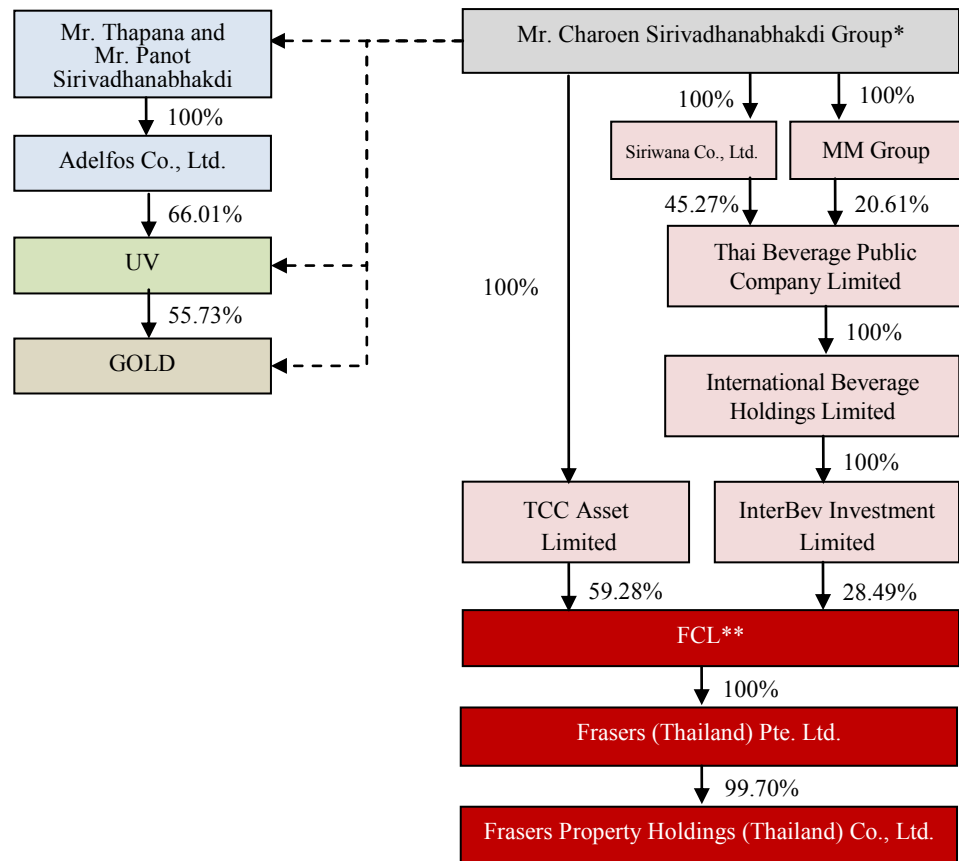 Mr. Thapana and
Mr. Panot
Sirivadhanabhakdi
Mr. Charoen Sirivadhanabhakdi Group*
100%
100%
100%
Adelfos Co., Ltd.
Siriwana Co., Ltd.
MM Group
66.01%
45.27%
20.61%
UV
Thai Beverage Public
Company Limited
100%
55.73%
100%
GOLD
International Beverage
Holdings Limited
100%
TCC Asset
Limited
InterBev Investment
Limited
59.28%
28.49%
FCL**
100%
Frasers (Thailand) Pte. Ltd.
99.70%
Frasers Property Holdings (Thailand) Co., Ltd.